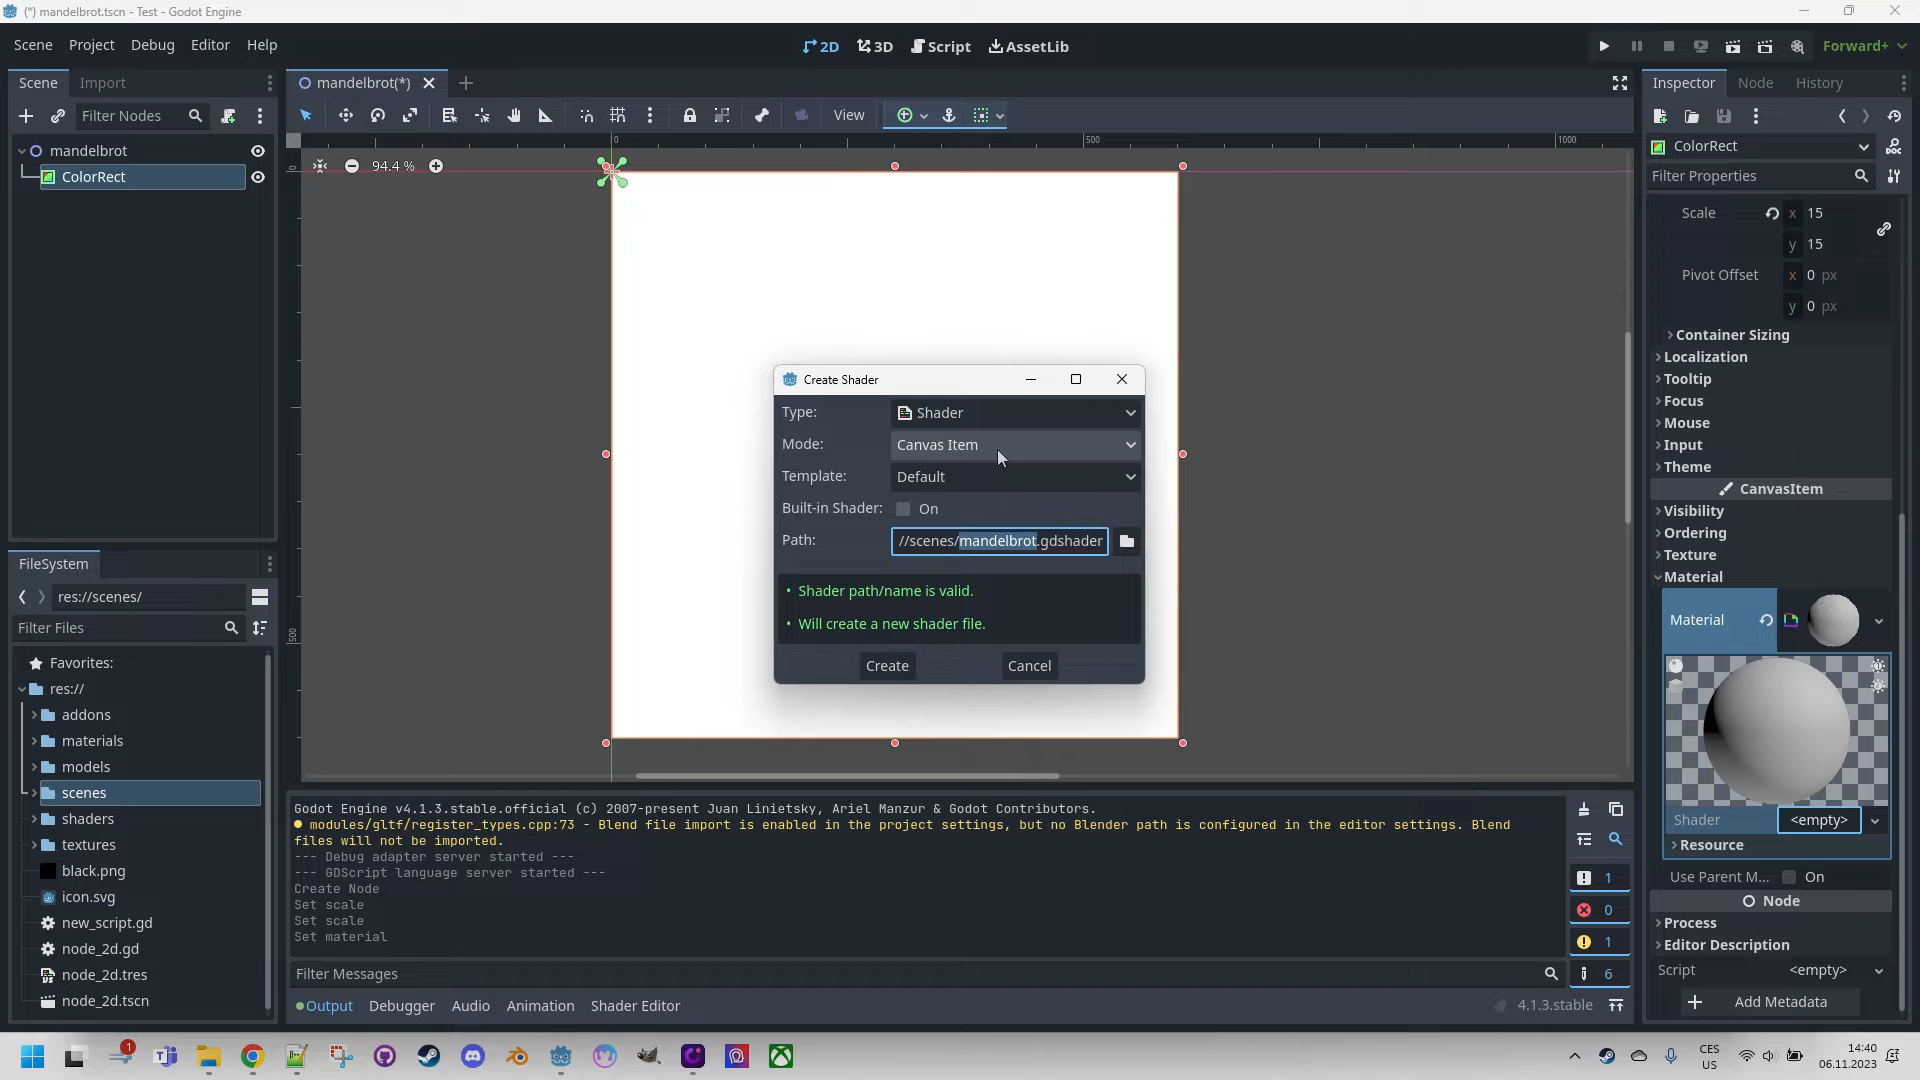 (*) mandelbrot.tscn - Test - Godot Engine
Scene Project Debug Editor Help
2D 3D Script AssetLib
Forward+
Scene Import
mandelbrot(*)
Inspector Node History
Filter Nodes
View
mandelbrot
ColorRect
0 500 1000
0
500
94.4 %
ColorRect
Filter Properties
Scale x 15
y 15
Pivot Offset x 0 px
y 0 px
Container Sizing
Localization
Tooltip
Focus
Mouse
Input
Theme
CanvasItem
Visibility
Ordering
Texture
Material
Material
Shader <empty>
Resource
Use Parent M... On
Node
Process
Editor Description
Script <empty>
Add Metadata
Create Shader
Type: Shader
Mode: Canvas Item
Template: Default
Built-in Shader: On
Path: //scenes/mandelbrot.gdshader
• Shader path/name is valid.
• Will create a new shader file.
Create Cancel
FileSystem
res://scenes/
Filter Files
Favorites:
res://
addons
materials
models
scenes
shaders
textures
black.png
icon.svg
new_script.gd
node_2d.gd
node_2d.tres
node_2d.tscn
Godot Engine v4.1.3.stable.official (c) 2007-present Juan Linietsky, Ariel Manzur & Godot Contributors.
modules/gltf/register_types.cpp:73 - Blend file import is enabled in the project settings, but no Blender path is configured in the editor settings. Blend
files will not be imported.
--- Debug adapter server started ---
--- GDScript language server started ---
Create Node
Set scale
Set scale
Set material
1
0
1
6
Filter Messages
Output Debugger Audio Animation Shader Editor
4.1.3.stable
1
CES
US
14:40
06.11.2023